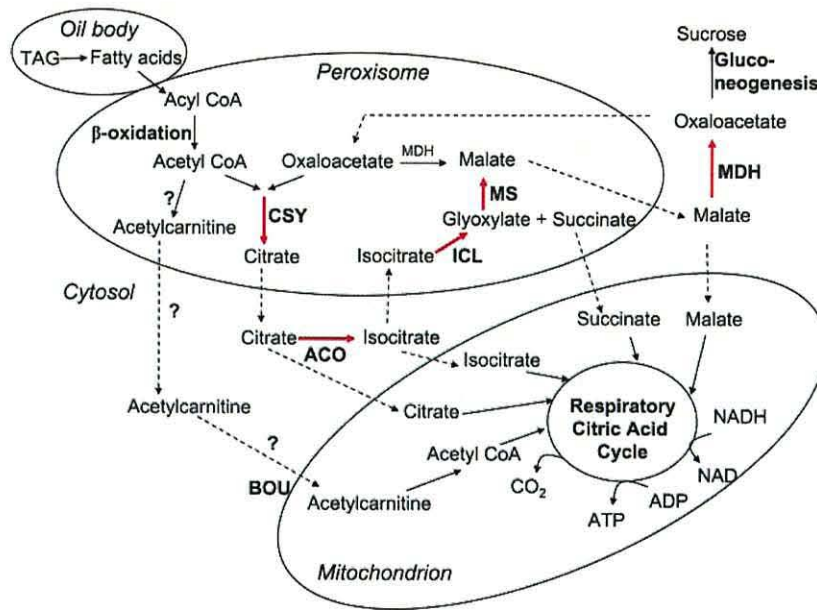 Oil body
TAG Fatty acids
Peroxisome
Sucrose
Gluco-
neogenesis
Acyl CoA
β-oxidation
Oxaloacetate
Acetyl CoA Oxaloacetate MDH Malate
MDH
?
MS
Acetylcarnitine CSY Glyoxylate + Succinate Malate
Citrate Isocitrate ICL
Cytosol
?
Citrate Isocitrate Succinate Malate
ACO
Isocitrate
Acetylcarnitine Citrate Respiratory
Citric Acid
Cycle
NADH
?
Acetyl CoA
NAD
BOU Acetylcarnitine CO2
ATP ADP
Mitochondrion